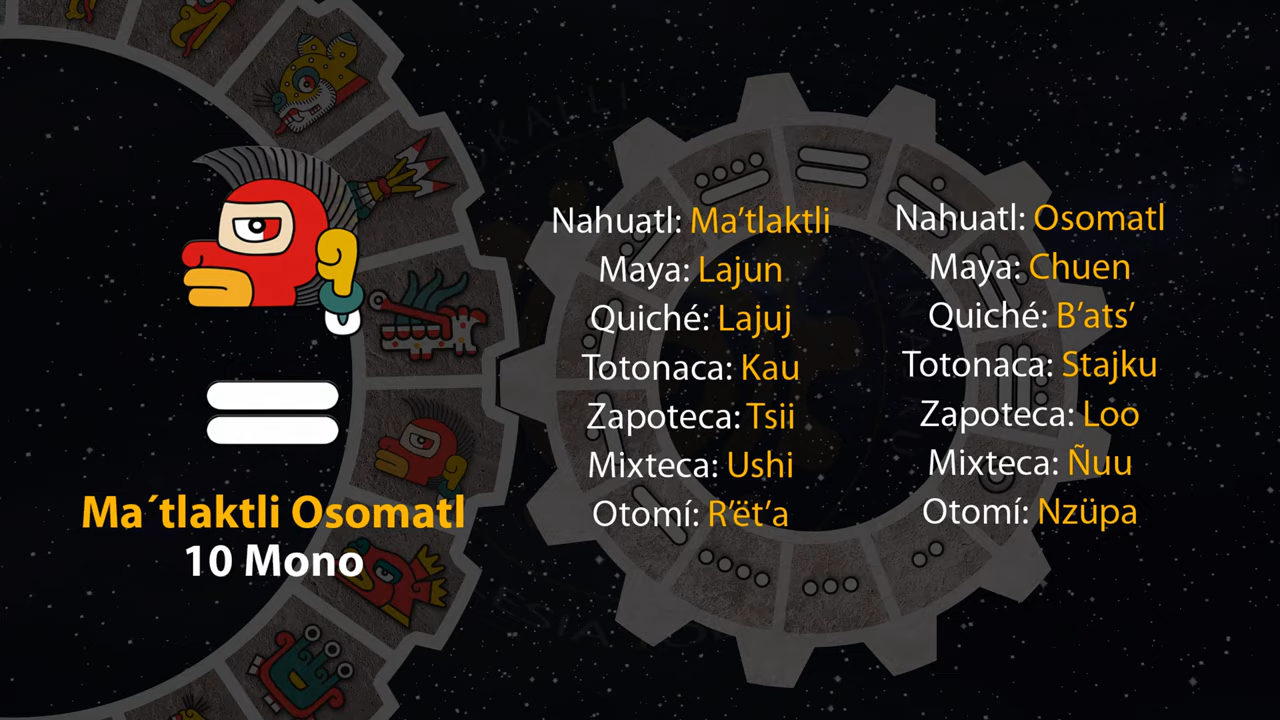 Ma´tlaktli Osomatl
10 Mono
Nahuatl: Ma’tlaktli
Maya: Lajun
Quiché: Lajuj
Totonaca: Kau
Zapoteca: Tsii
Mixteca: Ushi
Otomí: R’ët’a
Nahuatl: Osomatl
Maya: Chuen
Quiché: B’ats’
Totonaca: Stajku
Zapoteca: Loo
Mixteca: Ñuu
Otomí: Nzüpa